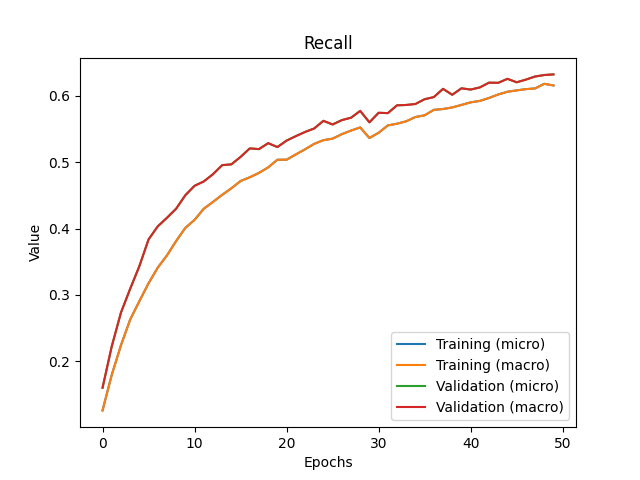 Recall
Value
0.6
0.5
0.4
0.3
0.2
Training (micro)
Training (macro)
Validation (micro)
Validation (macro)
0 10 20 30 40 50
Epochs